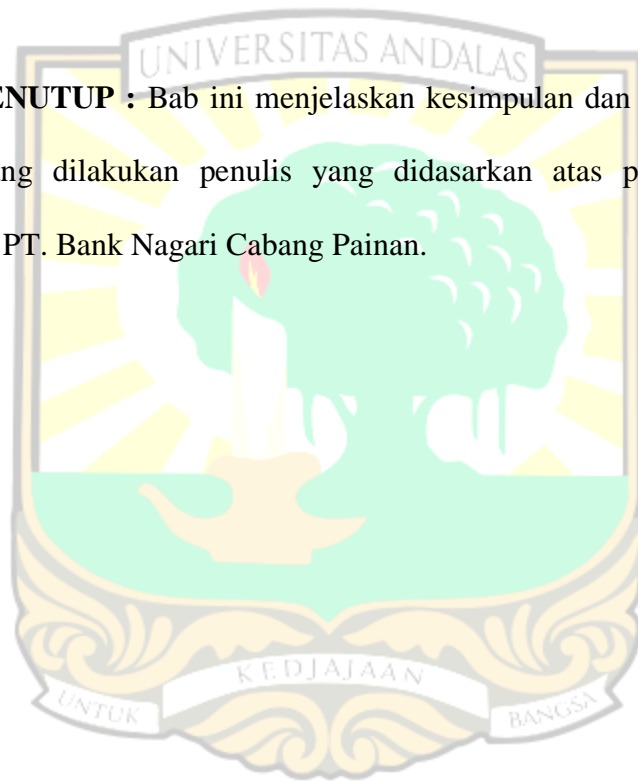 UNIVERSITAS ANDALAS
ENUTUP : Bab ini menjelaskan kesimpulan dan
ng dilakukan penulis yang didasarkan atas p
PT. Bank Nagari Cabang Painan.
UNTUK KEDJAJAAN BANGSA